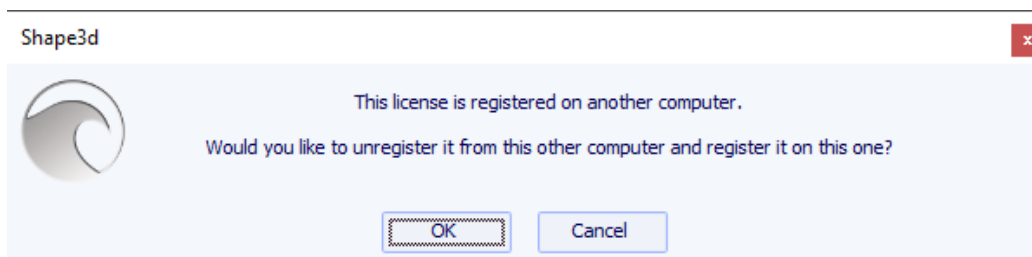 Shape3d
x
This license is registered on another computer.
Would you like to unregister it from this other computer and register it on this one?
OK
Cancel